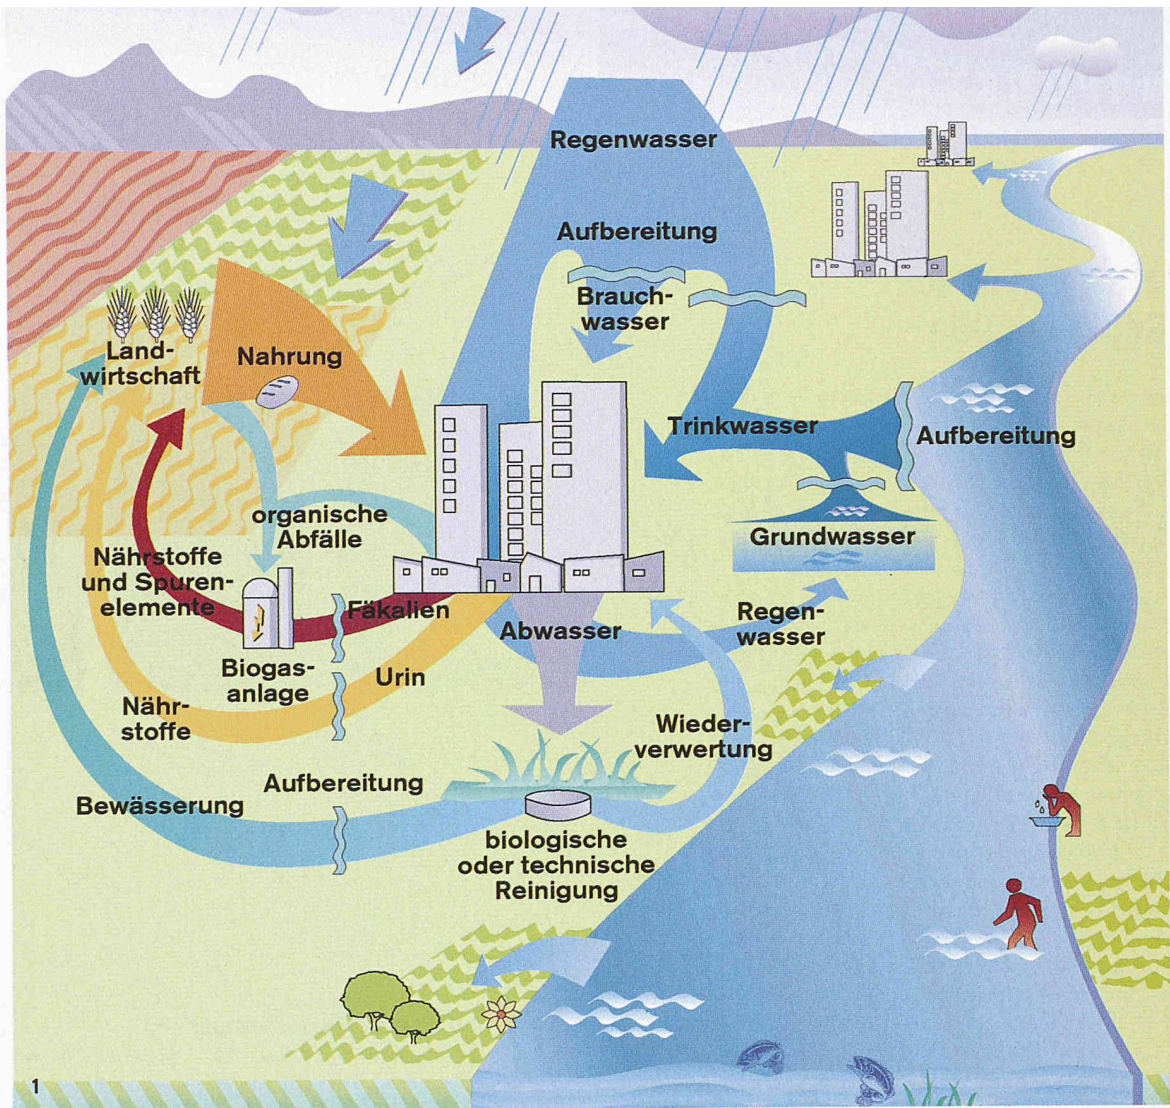 Regenwasser
Aufbereitung
Brauch-
wasser
Land-
wirtschaft
Nahrung
Trinkwasser
Aufbereitung
organische
Abfälle
Grundwasser
Nährstoffe
und Spuren-
elemente
Fäkalien
Abwasser
Regen-
wasser
Biogas-
anlage
Urin
Nähr-
stoffe
Wieder-
verwertung
Aufbereitung
Bewässerung
biologische
oder technische
Reinigung
1